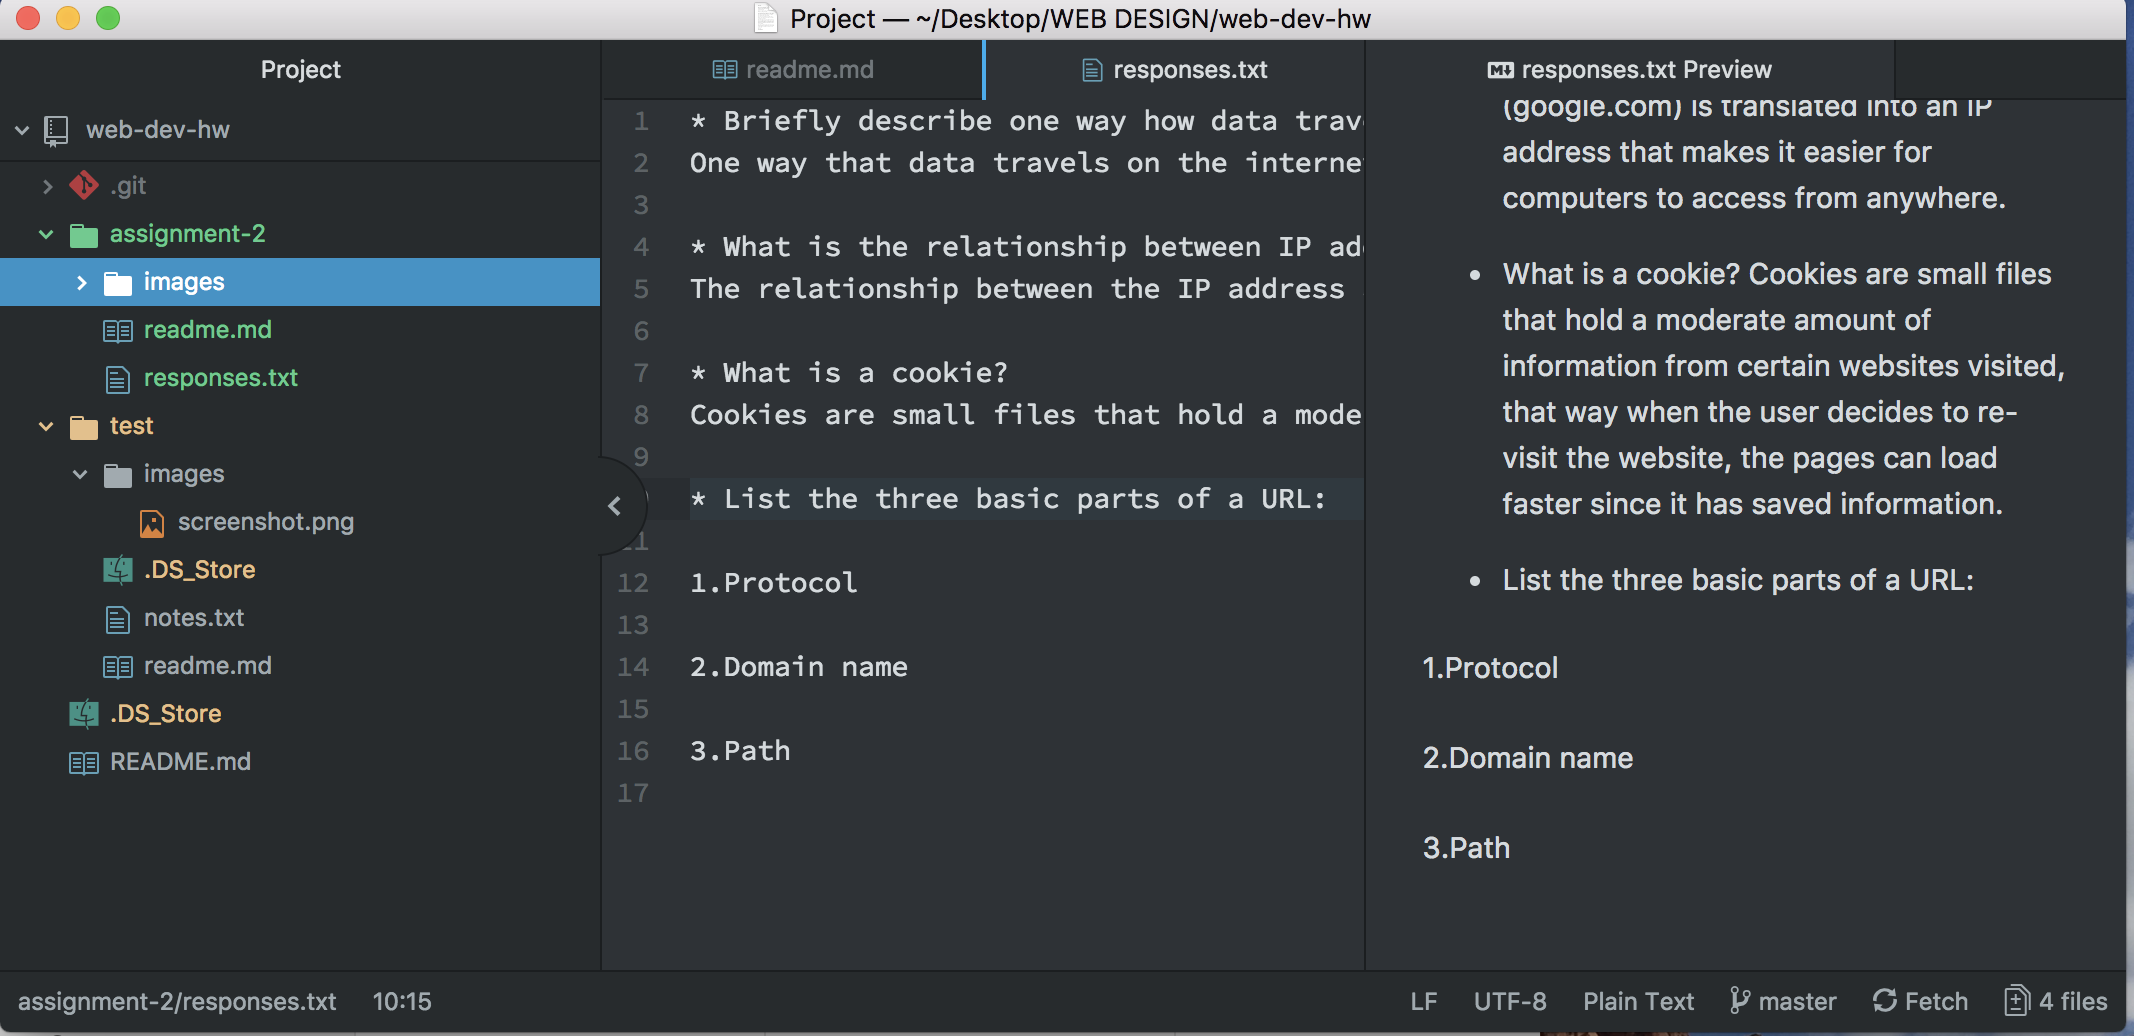 Project — ~/Desktop/WEB DESIGN/web-dev-hw
Project
web-dev-hw
.git
assignment-2
images
readme.md
responses.txt
test
images
screenshot.png
.DS_Store
notes.txt
readme.md
.DS_Store
README.md
readme.md
responses.txt
1 * Briefly describe one way how data trav
2 One way that data travels on the interne
3
4 * What is the relationship between IP ad
5 The relationship between the IP address
6
7 * What is a cookie?
8 Cookies are small files that hold a mode
9
* List the three basic parts of a URL:
11
12 1.Protocol
13
14 2.Domain name
15
16 3.Path
17
responses.txt Preview
(google.com) is translated into an IP
address that makes it easier for
computers to access from anywhere.
• What is a cookie? Cookies are small files
that hold a moderate amount of
information from certain websites visited,
that way when the user decides to re-
visit the website, the pages can load
faster since it has saved information.
• List the three basic parts of a URL:
1.Protocol
2.Domain name
3.Path
assignment-2/responses.txt 10:15 LF UTF-8 Plain Text master Fetch 4 files